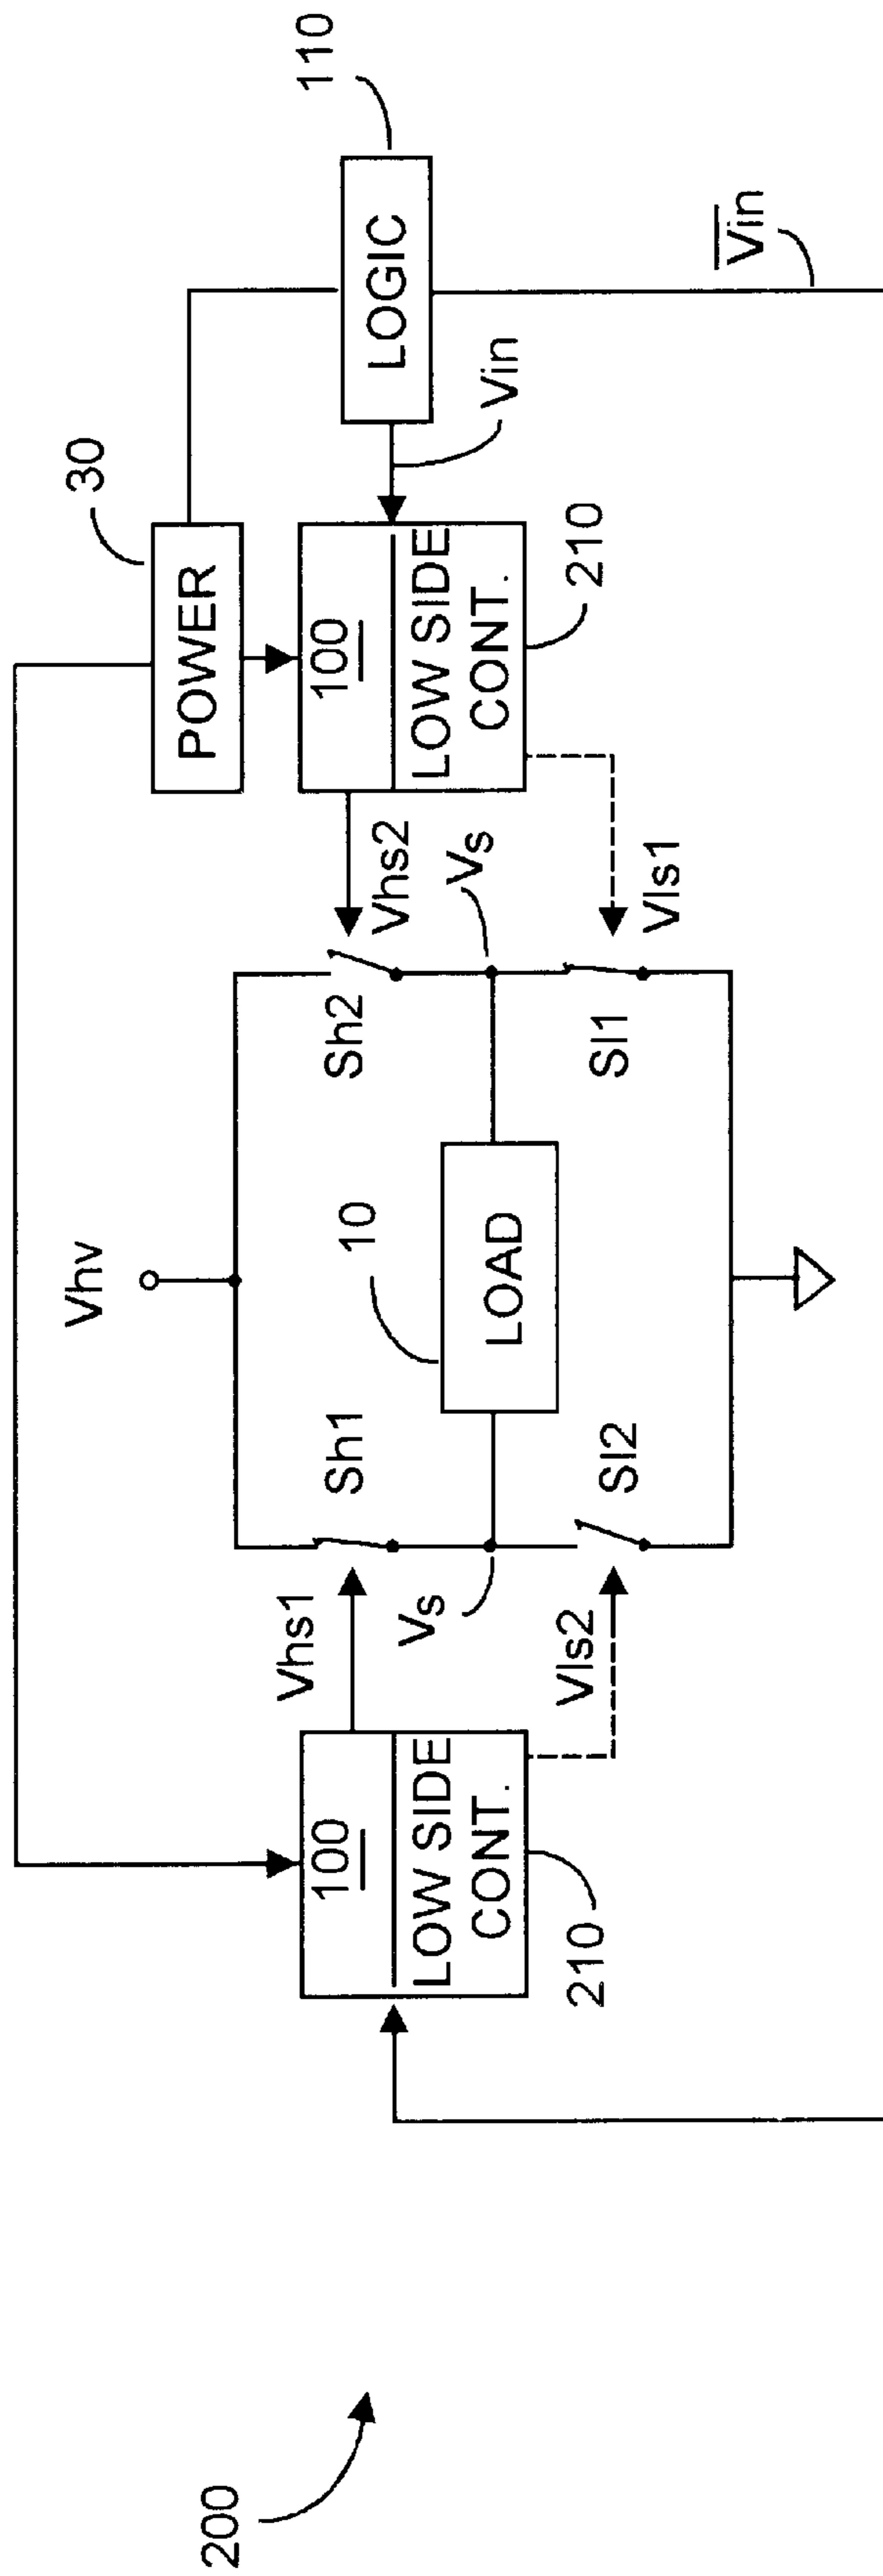 200
Vhv
POWER
30
100
LOW SIDE
CONT.
210
Vhs1
Sh1
Vs
10
LOAD
Vls2
Sl2
Sh2
Vhs2
Vs
Sl1
Vls1
100
LOW SIDE
CONT.
210
Vin
LOGIC
110
V̅i̅n̅